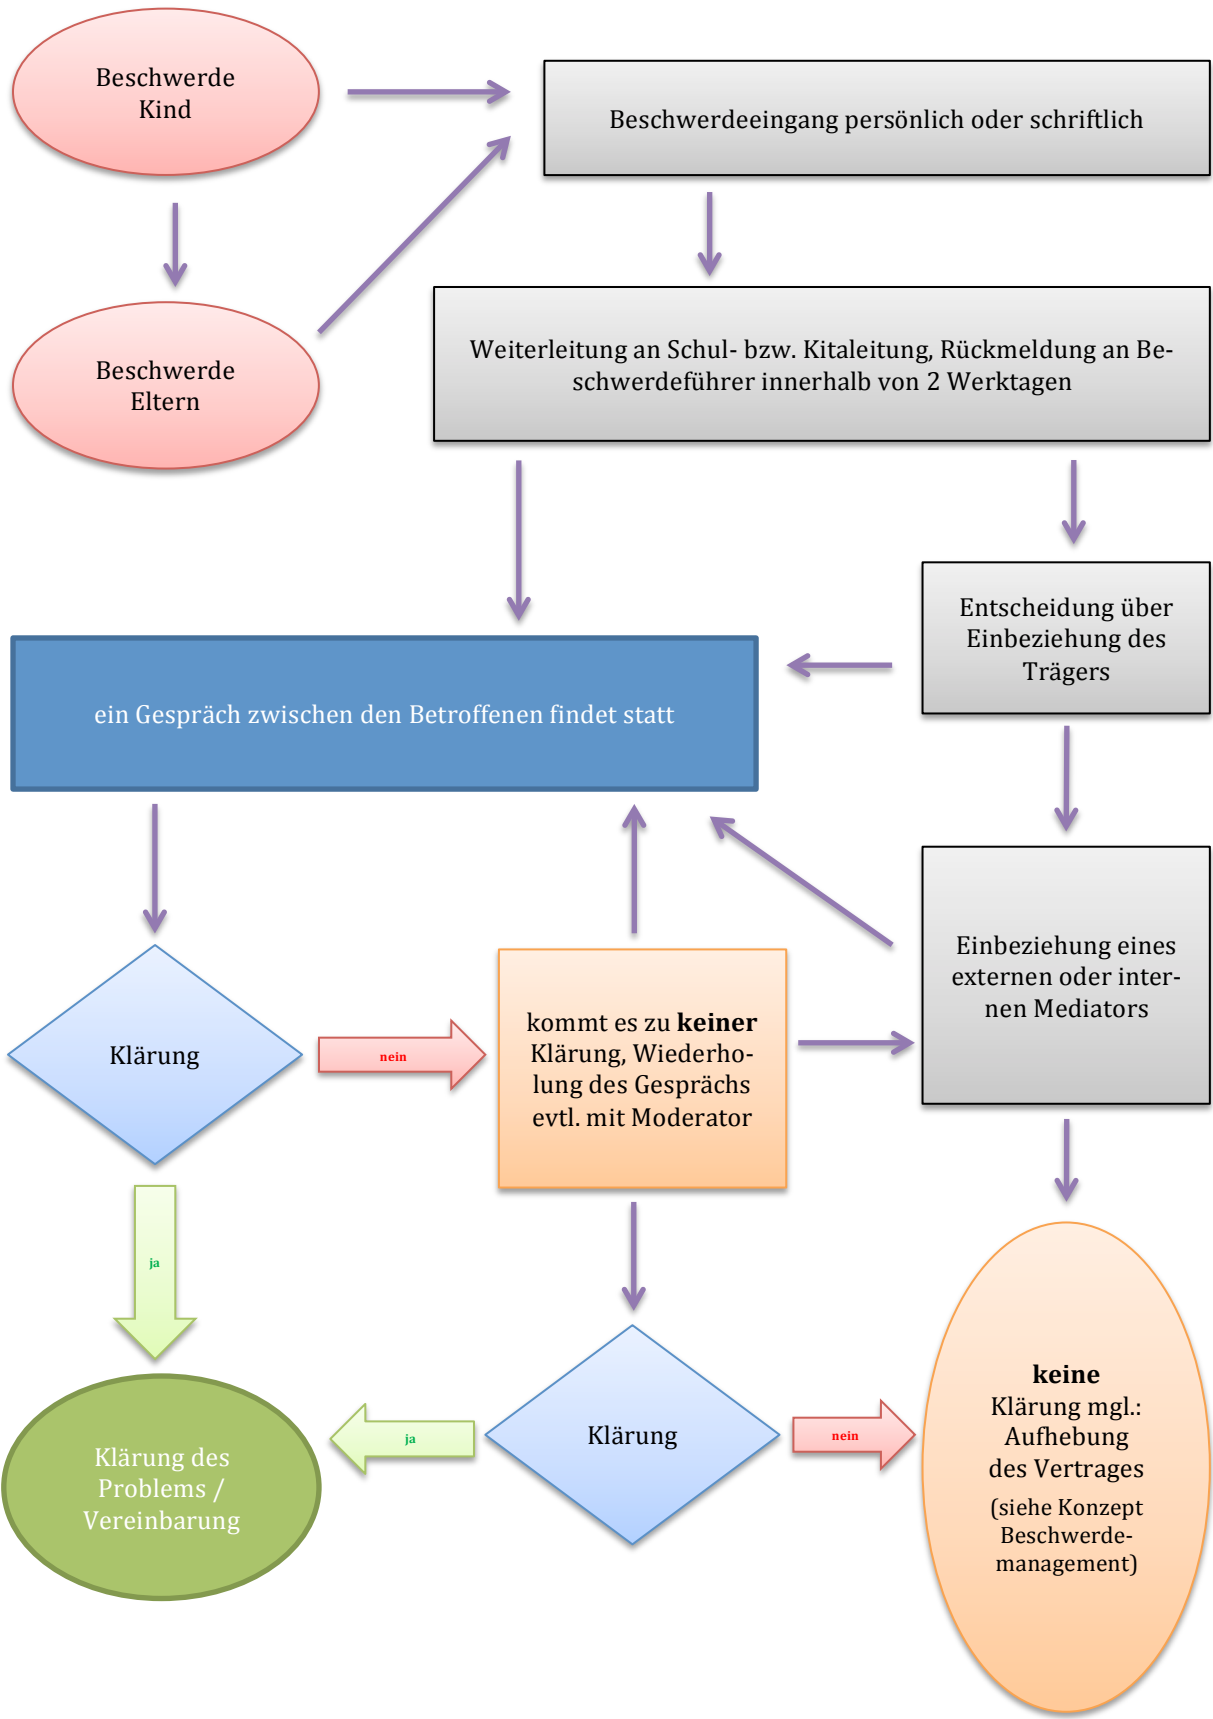 Beschwerde
Kind
Beschwerdeeingang persönlich oder schriftlich
Beschwerde
Eltern
Weiterleitung an Schul- bzw. Kitaleitung, Rückmeldung an Be-
schwerdeführer innerhalb von 2 Werktagen
Entscheidung über
Einbeziehung des
Trägers
ein Gespräch zwischen den Betroffenen findet statt
Einbeziehung eines
externen oder inter-
nen Mediators
Klärung
nein
kommt es zu keiner
Klärung, Wiederho-
lung des Gesprächs
evtl. mit Moderator
ja
Klärung des
Problems /
Vereinbarung
ja
Klärung
nein
keine
Klärung mgl.:
Aufhebung
des Vertrages
(siehe Konzept
Beschwerde-
management)